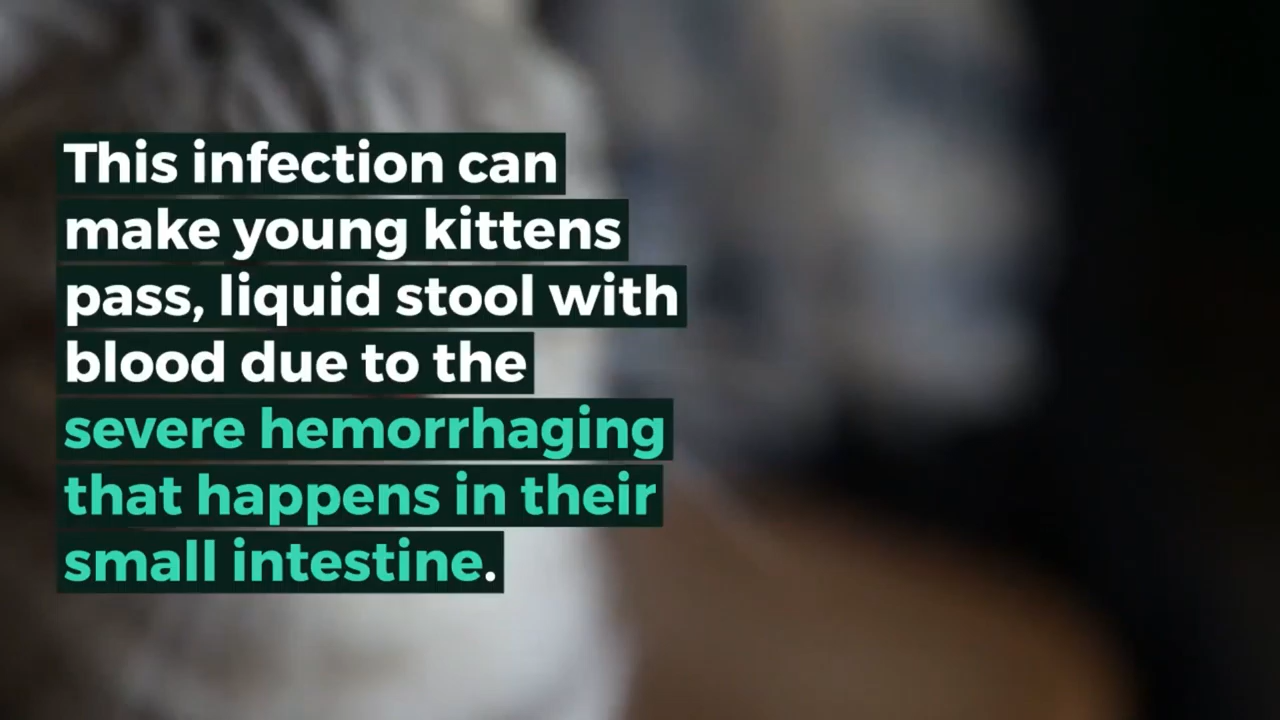 This infection can
make young kittens
pass, liquid stool with
blood due to the
severe hemorrhaging
that happens in their
small intestine.